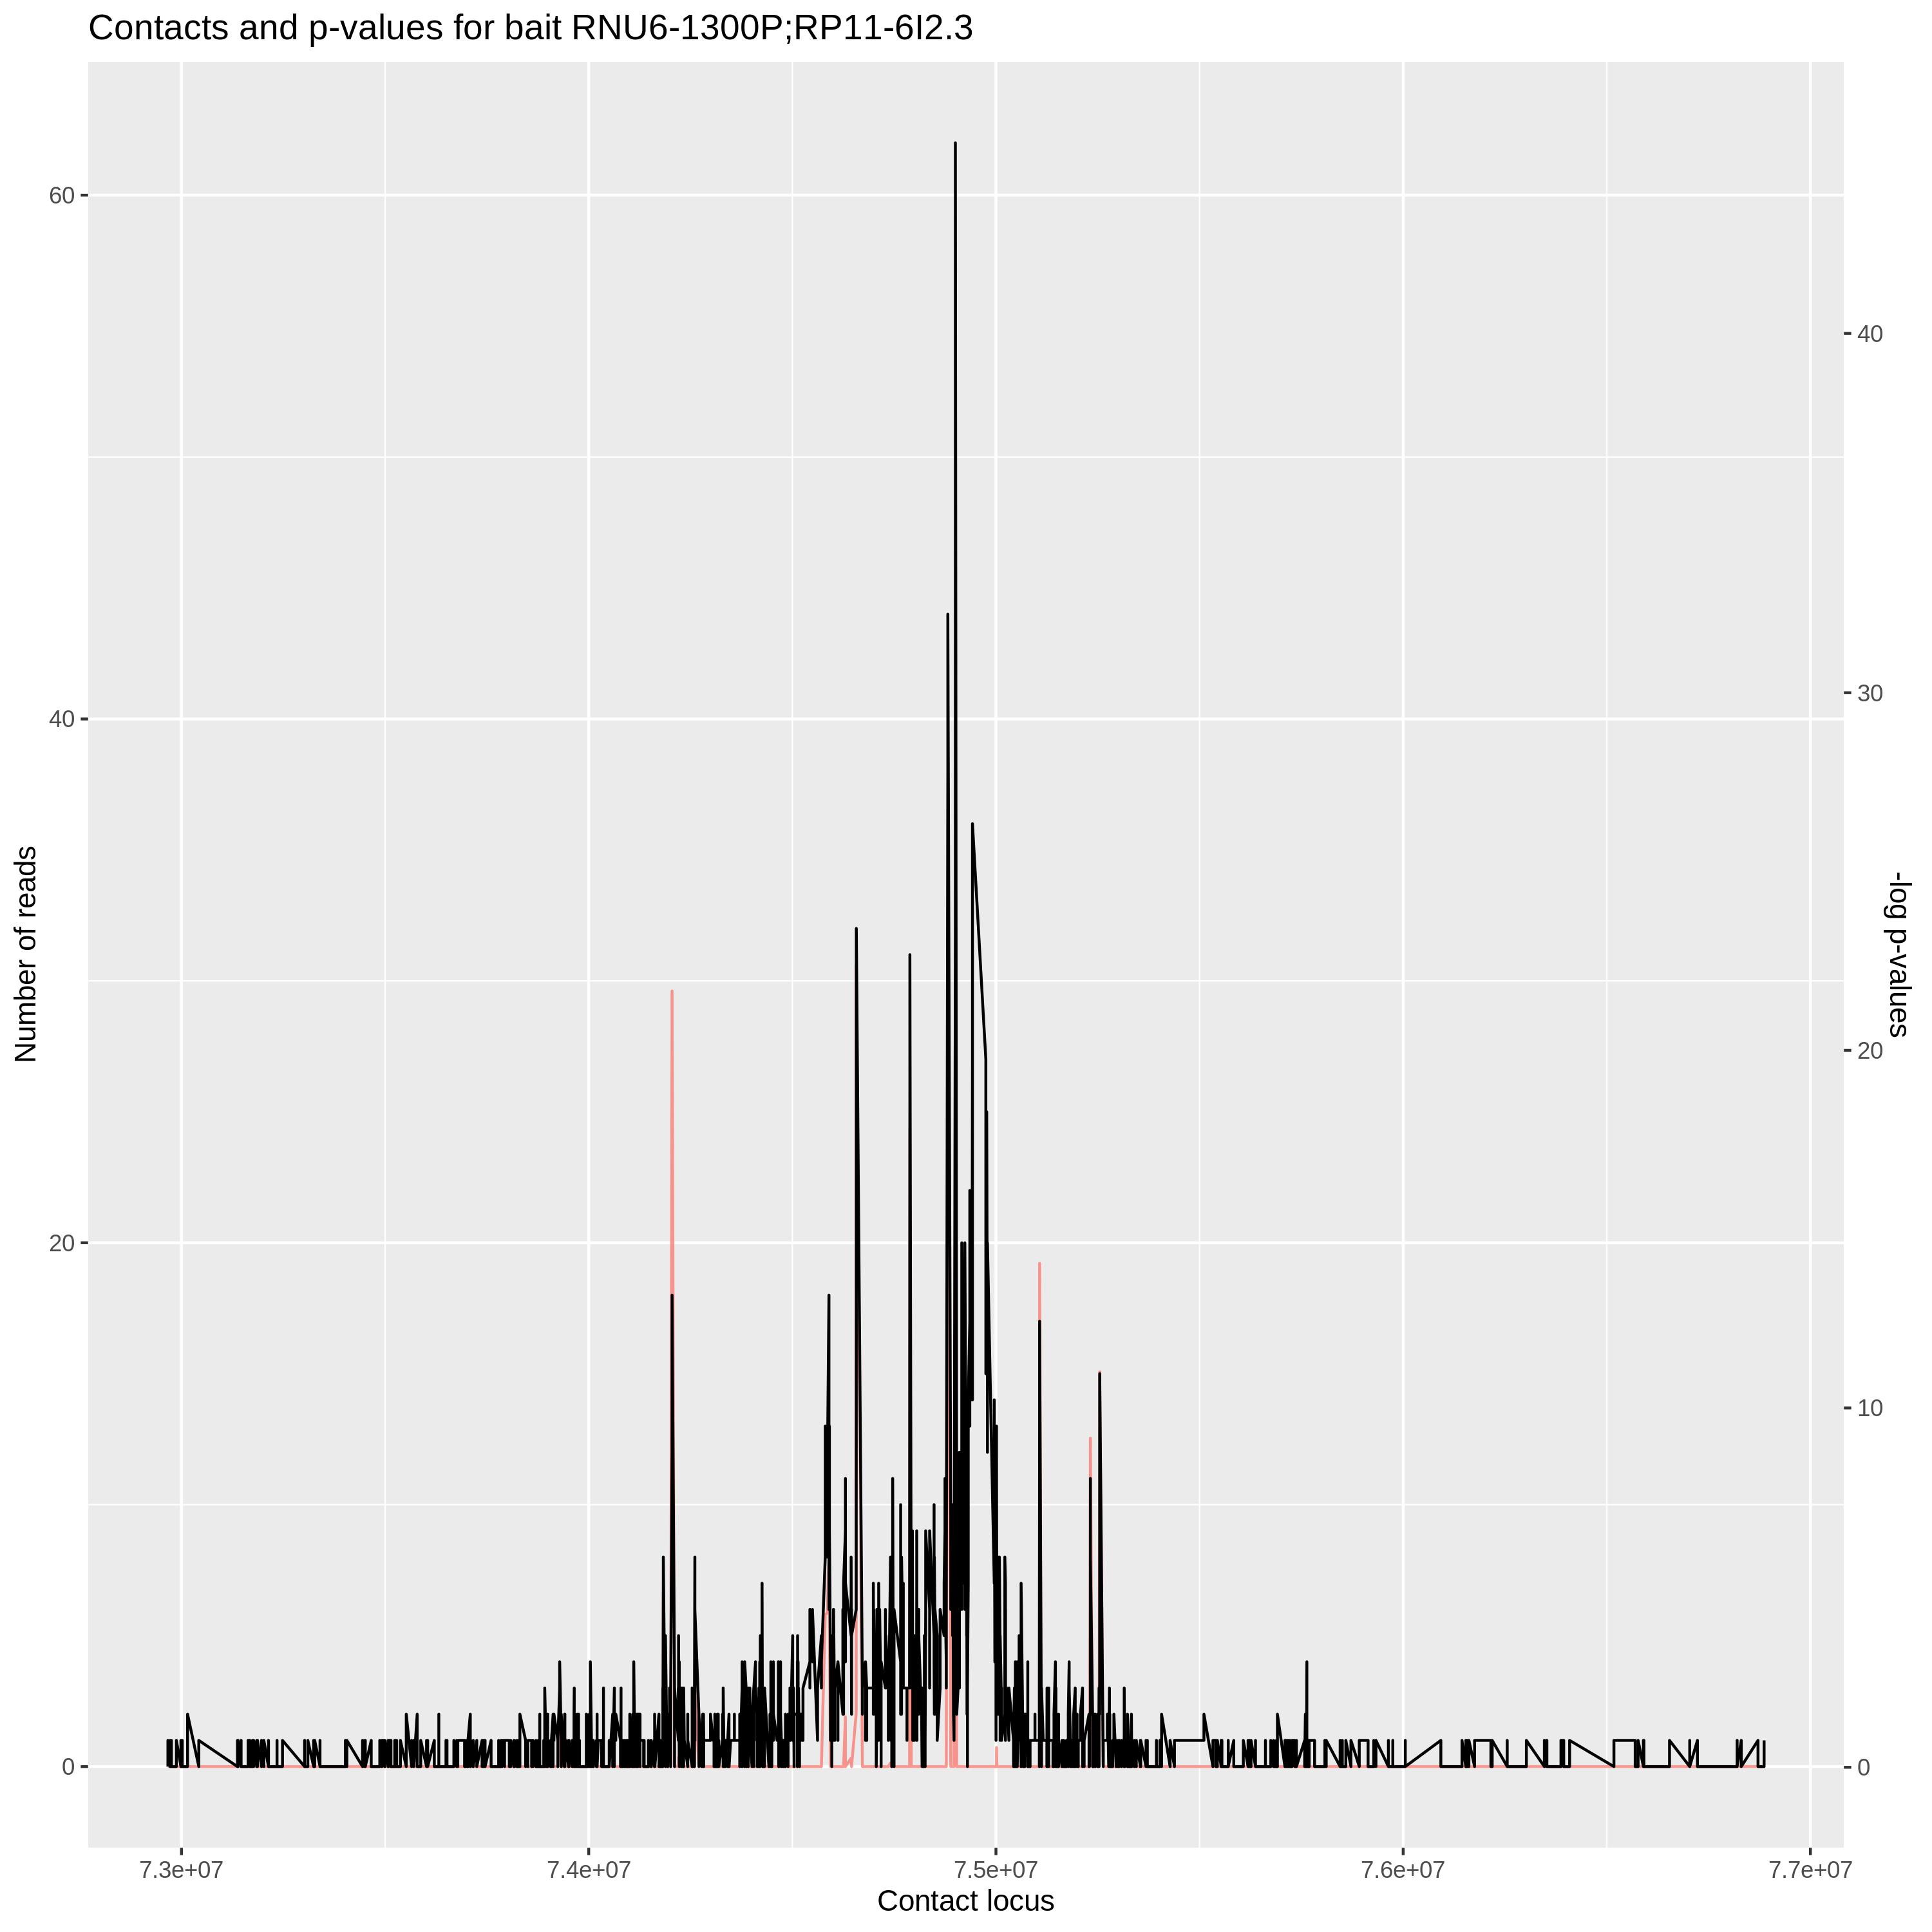 Contacts and p-values for bait RNU6-1300P;RP11-6I2.3
60
40
20
0
Number of reads
40
30
20
10
0
-log p-values
7.3e+07
7.4e+07
7.5e+07
7.6e+07
7.7e+07
Contact locus